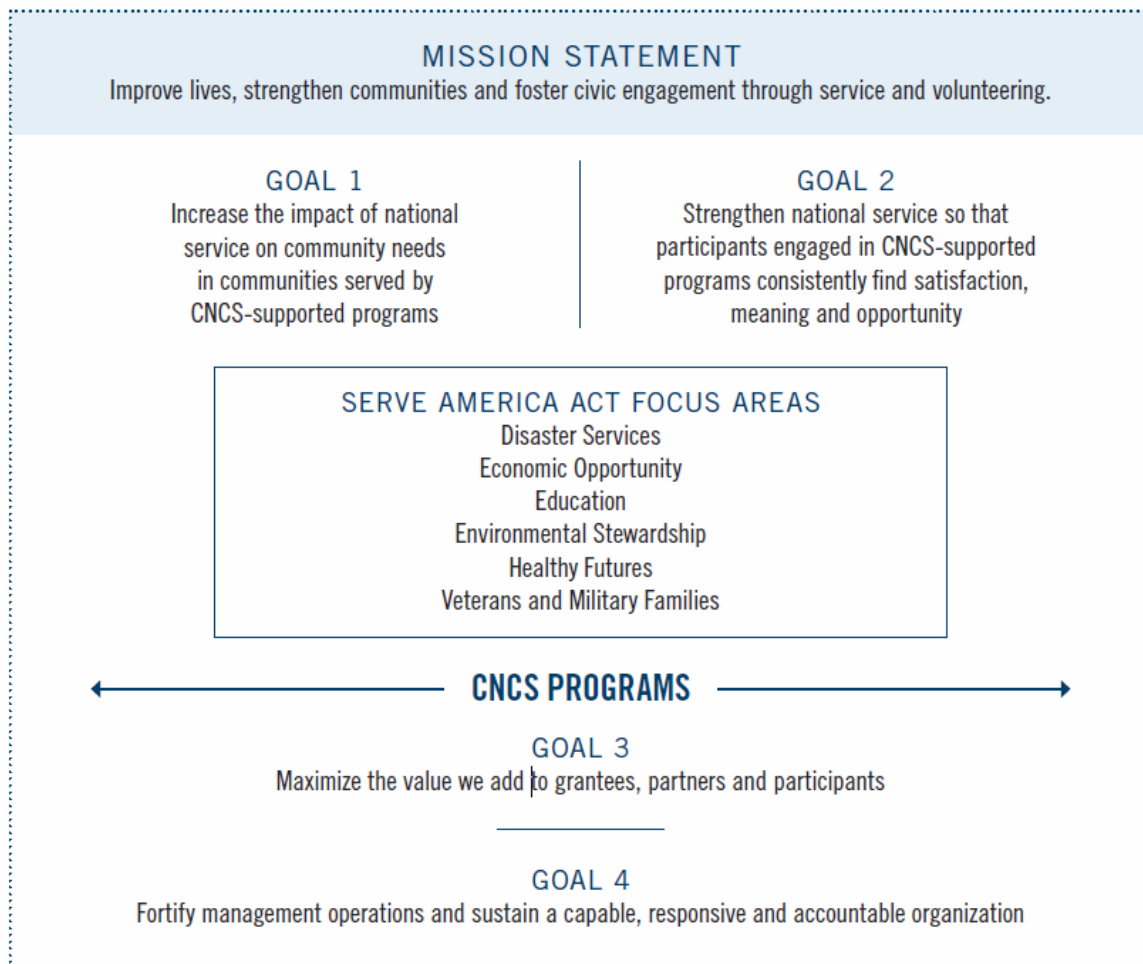 MISSION STATEMENT
Improve lives, strengthen communities and foster civic engagement through service and volunteering.
GOAL 1
Increase the impact of national
service on community needs
in communities served by
CNCS-supported programs
GOAL 2
Strengthen national service so that
participants engaged in CNCS-supported
programs consistently find satisfaction,
meaning and opportunity
SERVE AMERICA ACT FOCUS AREAS
Disaster Services
Economic Opportunity
Education
Environmental Stewardship
Healthy Futures
Veterans and Military Families
CNCS PROGRAMS
GOAL 3
Maximize the value we add to grantees, partners and participants
GOAL 4
Fortify management operations and sustain a capable, responsive and accountable organization